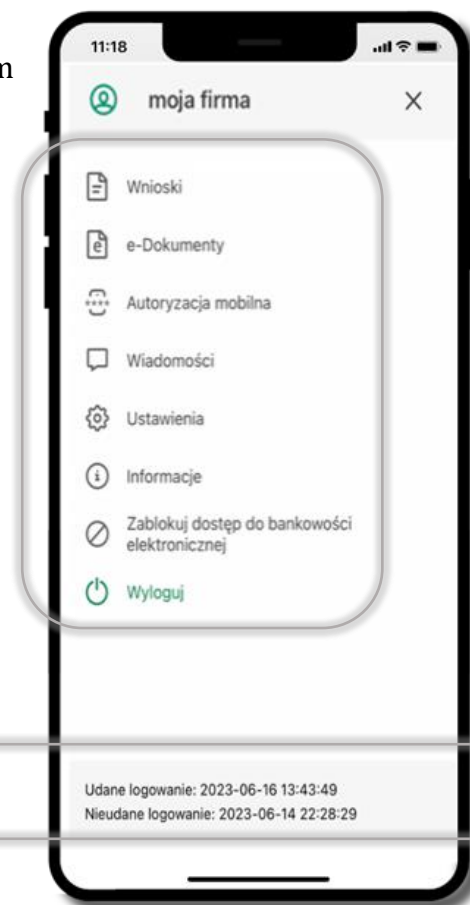 11:18
moja firma
Wnioski
e-Dokumenty
Autoryzacja mobilna
Wiadomości
Ustawienia
Informacje
Zablokuj dostęp do bankowości
elektronicznej
Wyloguj
Udane logowanie: 2023-06-16 13:43:49
Nieudane logowanie: 2023-06-14 22:28:29